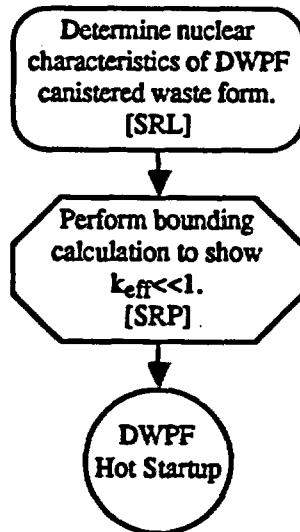 Determine nuclear
characteristics of DWPF
canistered waste form.
[SRL]
Perform bounding
calculation to show
keff<<1.
[SRP]
DWPF
Hot Startup